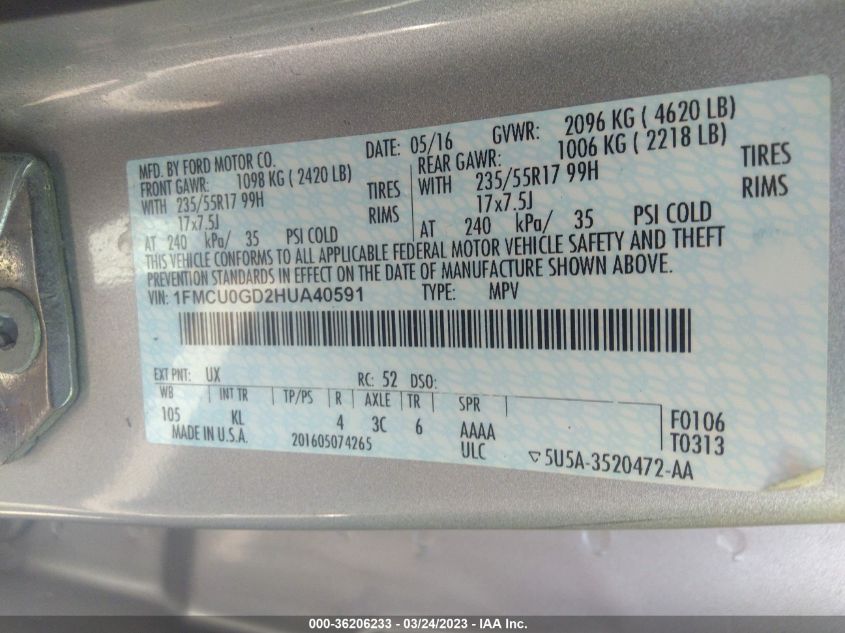 MFD. BY FORD MOTOR CO. DATE: 05/16 GVWR: 2096 KG ( 4620 LB)
FRONT GAWR: 1098 KG ( 2420 LB) REAR GAWR: 1006 KG ( 2218 LB)
WITH 235/55R17 99H TIRES WITH 235/55R17 99H TIRES
17x7.5J RIMS 17x7.5J RIMS
AT 240 kPa/ 35 PSI COLD AT 240 kPa/ 35 PSI COLD
THIS VEHICLE CONFORMS TO ALL APPLICABLE FEDERAL MOTOR VEHICLE SAFETY AND THEFT
PREVENTION STANDARDS IN EFFECT ON THE DATE OF MANUFACTURE SHOWN ABOVE.
VIN: 1FMCU0GD2HUA40591 TYPE: MPV
EXT PNT: UX RC: 52 DSO:
WB INT TR TP/PS R AXLE TR SPR
105 KL 4 3C 6 AAAA F0106
MADE IN U.S.A. 201605074265 ULC T0313
▽5U5A-3520472-AA
000-36206233 - 03/24/2023 - IAA Inc.